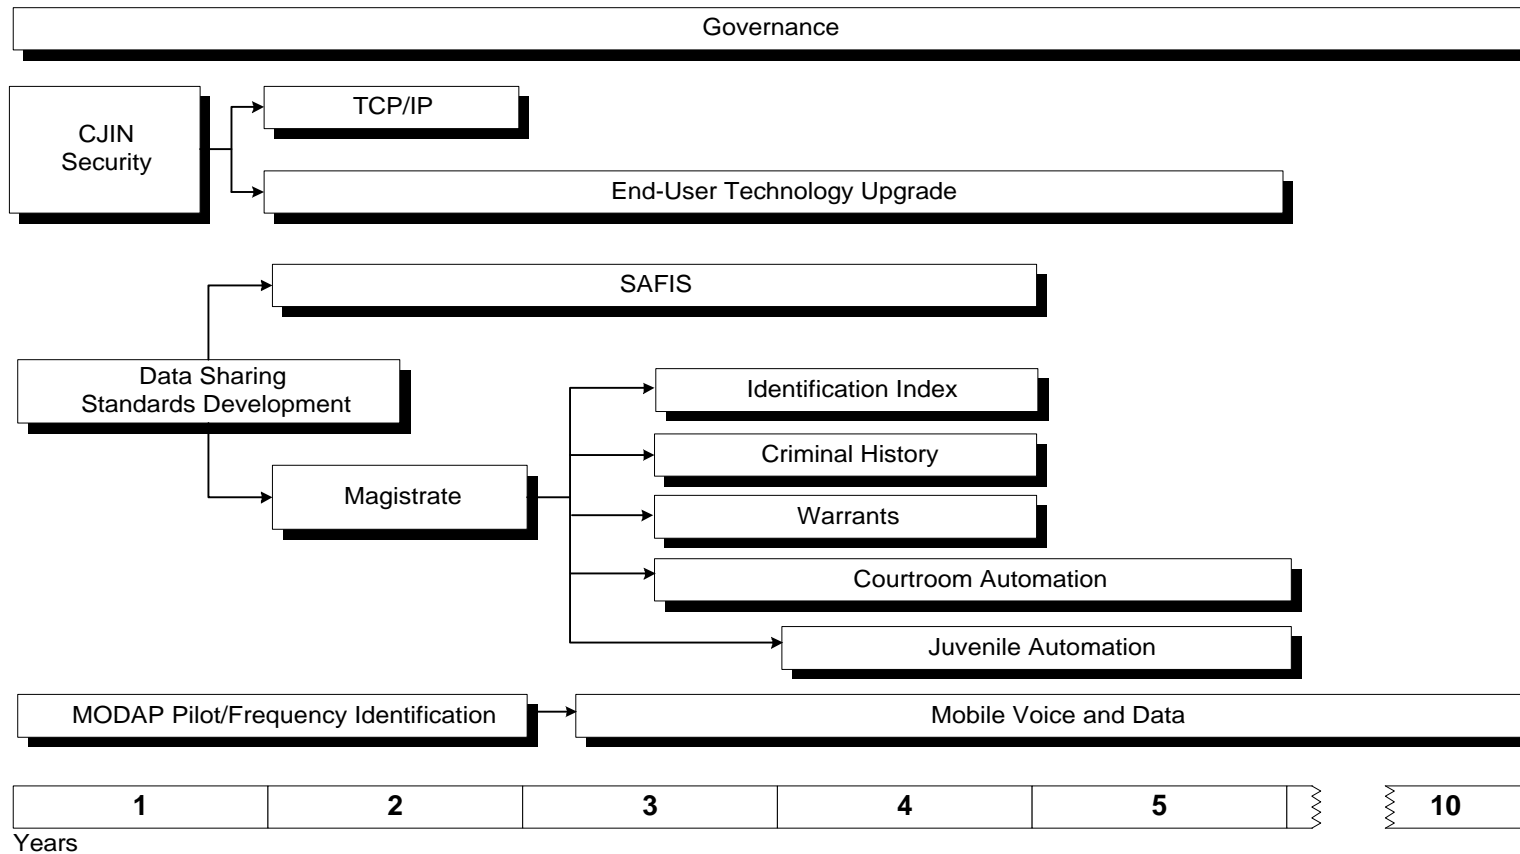 Governance
CJIN
Security
TCP/IP
End-User Technology Upgrade
SAFIS
Data Sharing
Standards Development
Identification Index
Criminal History
Magistrate
Warrants
Courtroom Automation
Juvenile Automation
MODAP Pilot/Frequency Identification
Mobile Voice and Data
1 2 3 4 5 10
Years